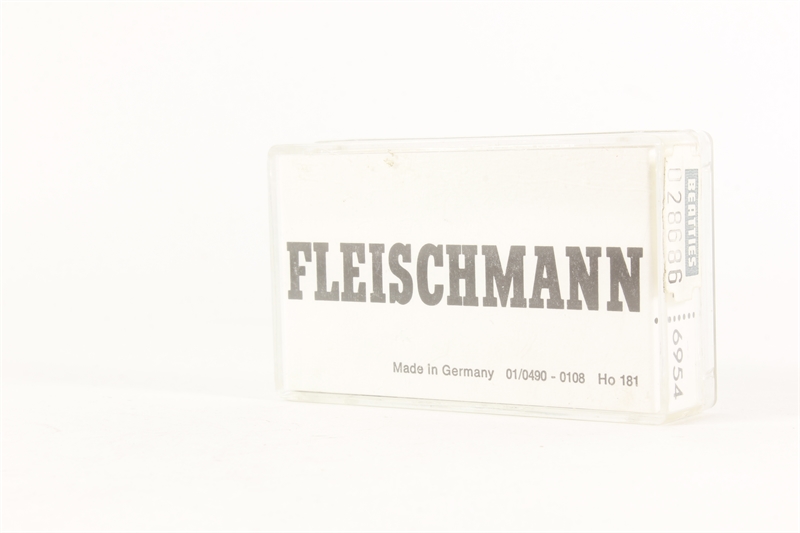 FLEISCHMANN
Made in Germany 01/0490 - 0108 Ho 181
BEATTIES
028686
6954